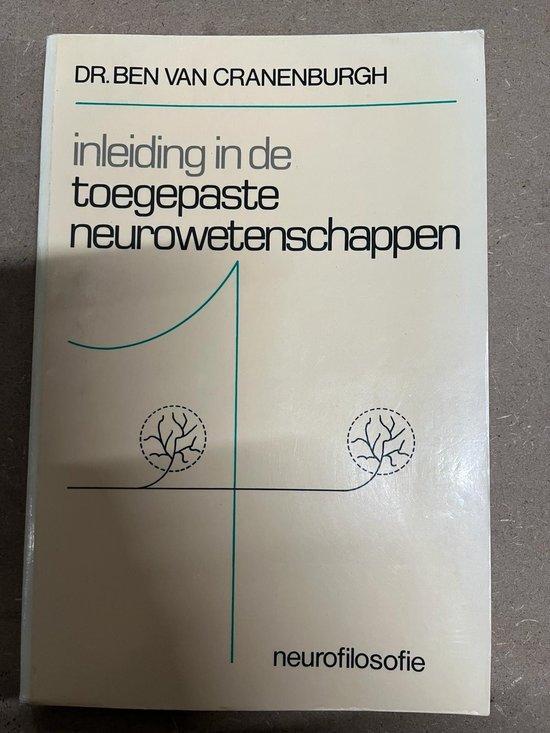 DR. BEN VAN CRANENBURGH
inleiding in de
toegepaste
neurowetenschappen
neurofilosofie